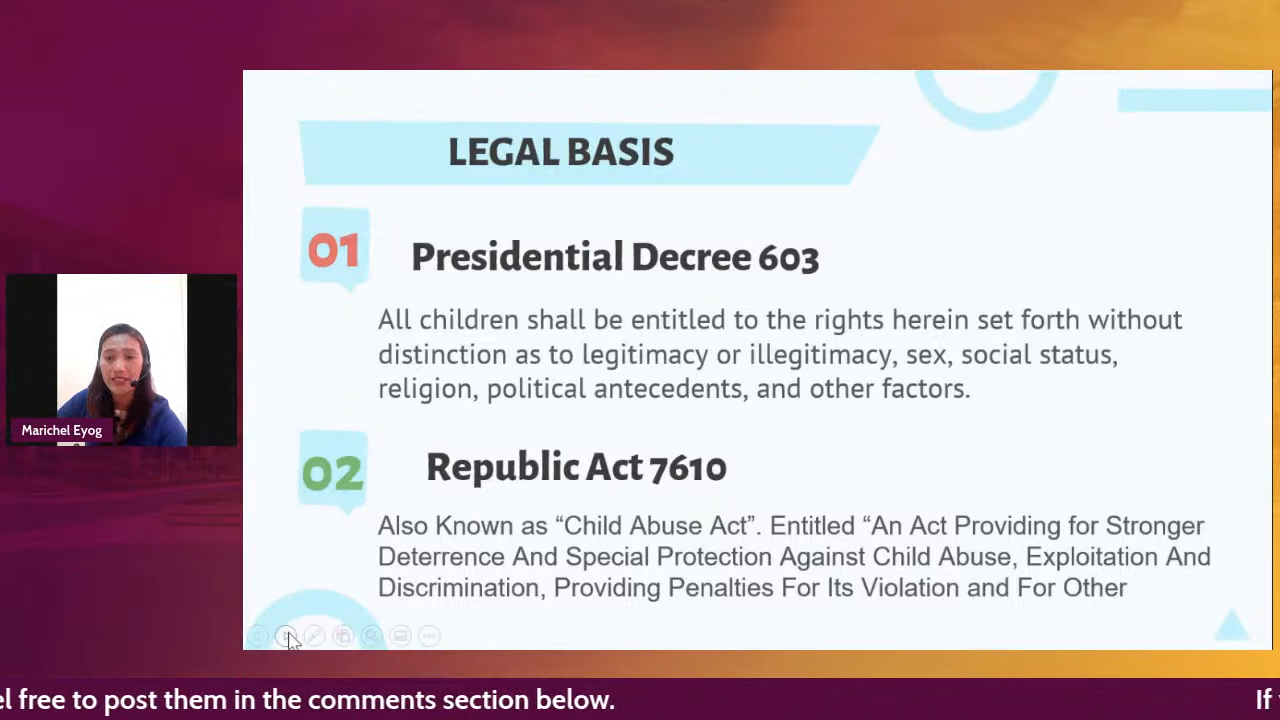 LEGAL BASIS
01
Presidential Decree 603
All children shall be entitled to the rights herein set forth without
distinction as to legitimacy or illegitimacy, sex, social status,
religion, political antecedents, and other factors.
Marichel Eyog
02
Republic Act 7610
Also Known as “Child Abuse Act”. Entitled “An Act Providing for Stronger
Deterrence And Special Protection Against Child Abuse, Exploitation And
Discrimination, Providing Penalties For Its Violation and For Other
el free to post them in the comments section below.
If